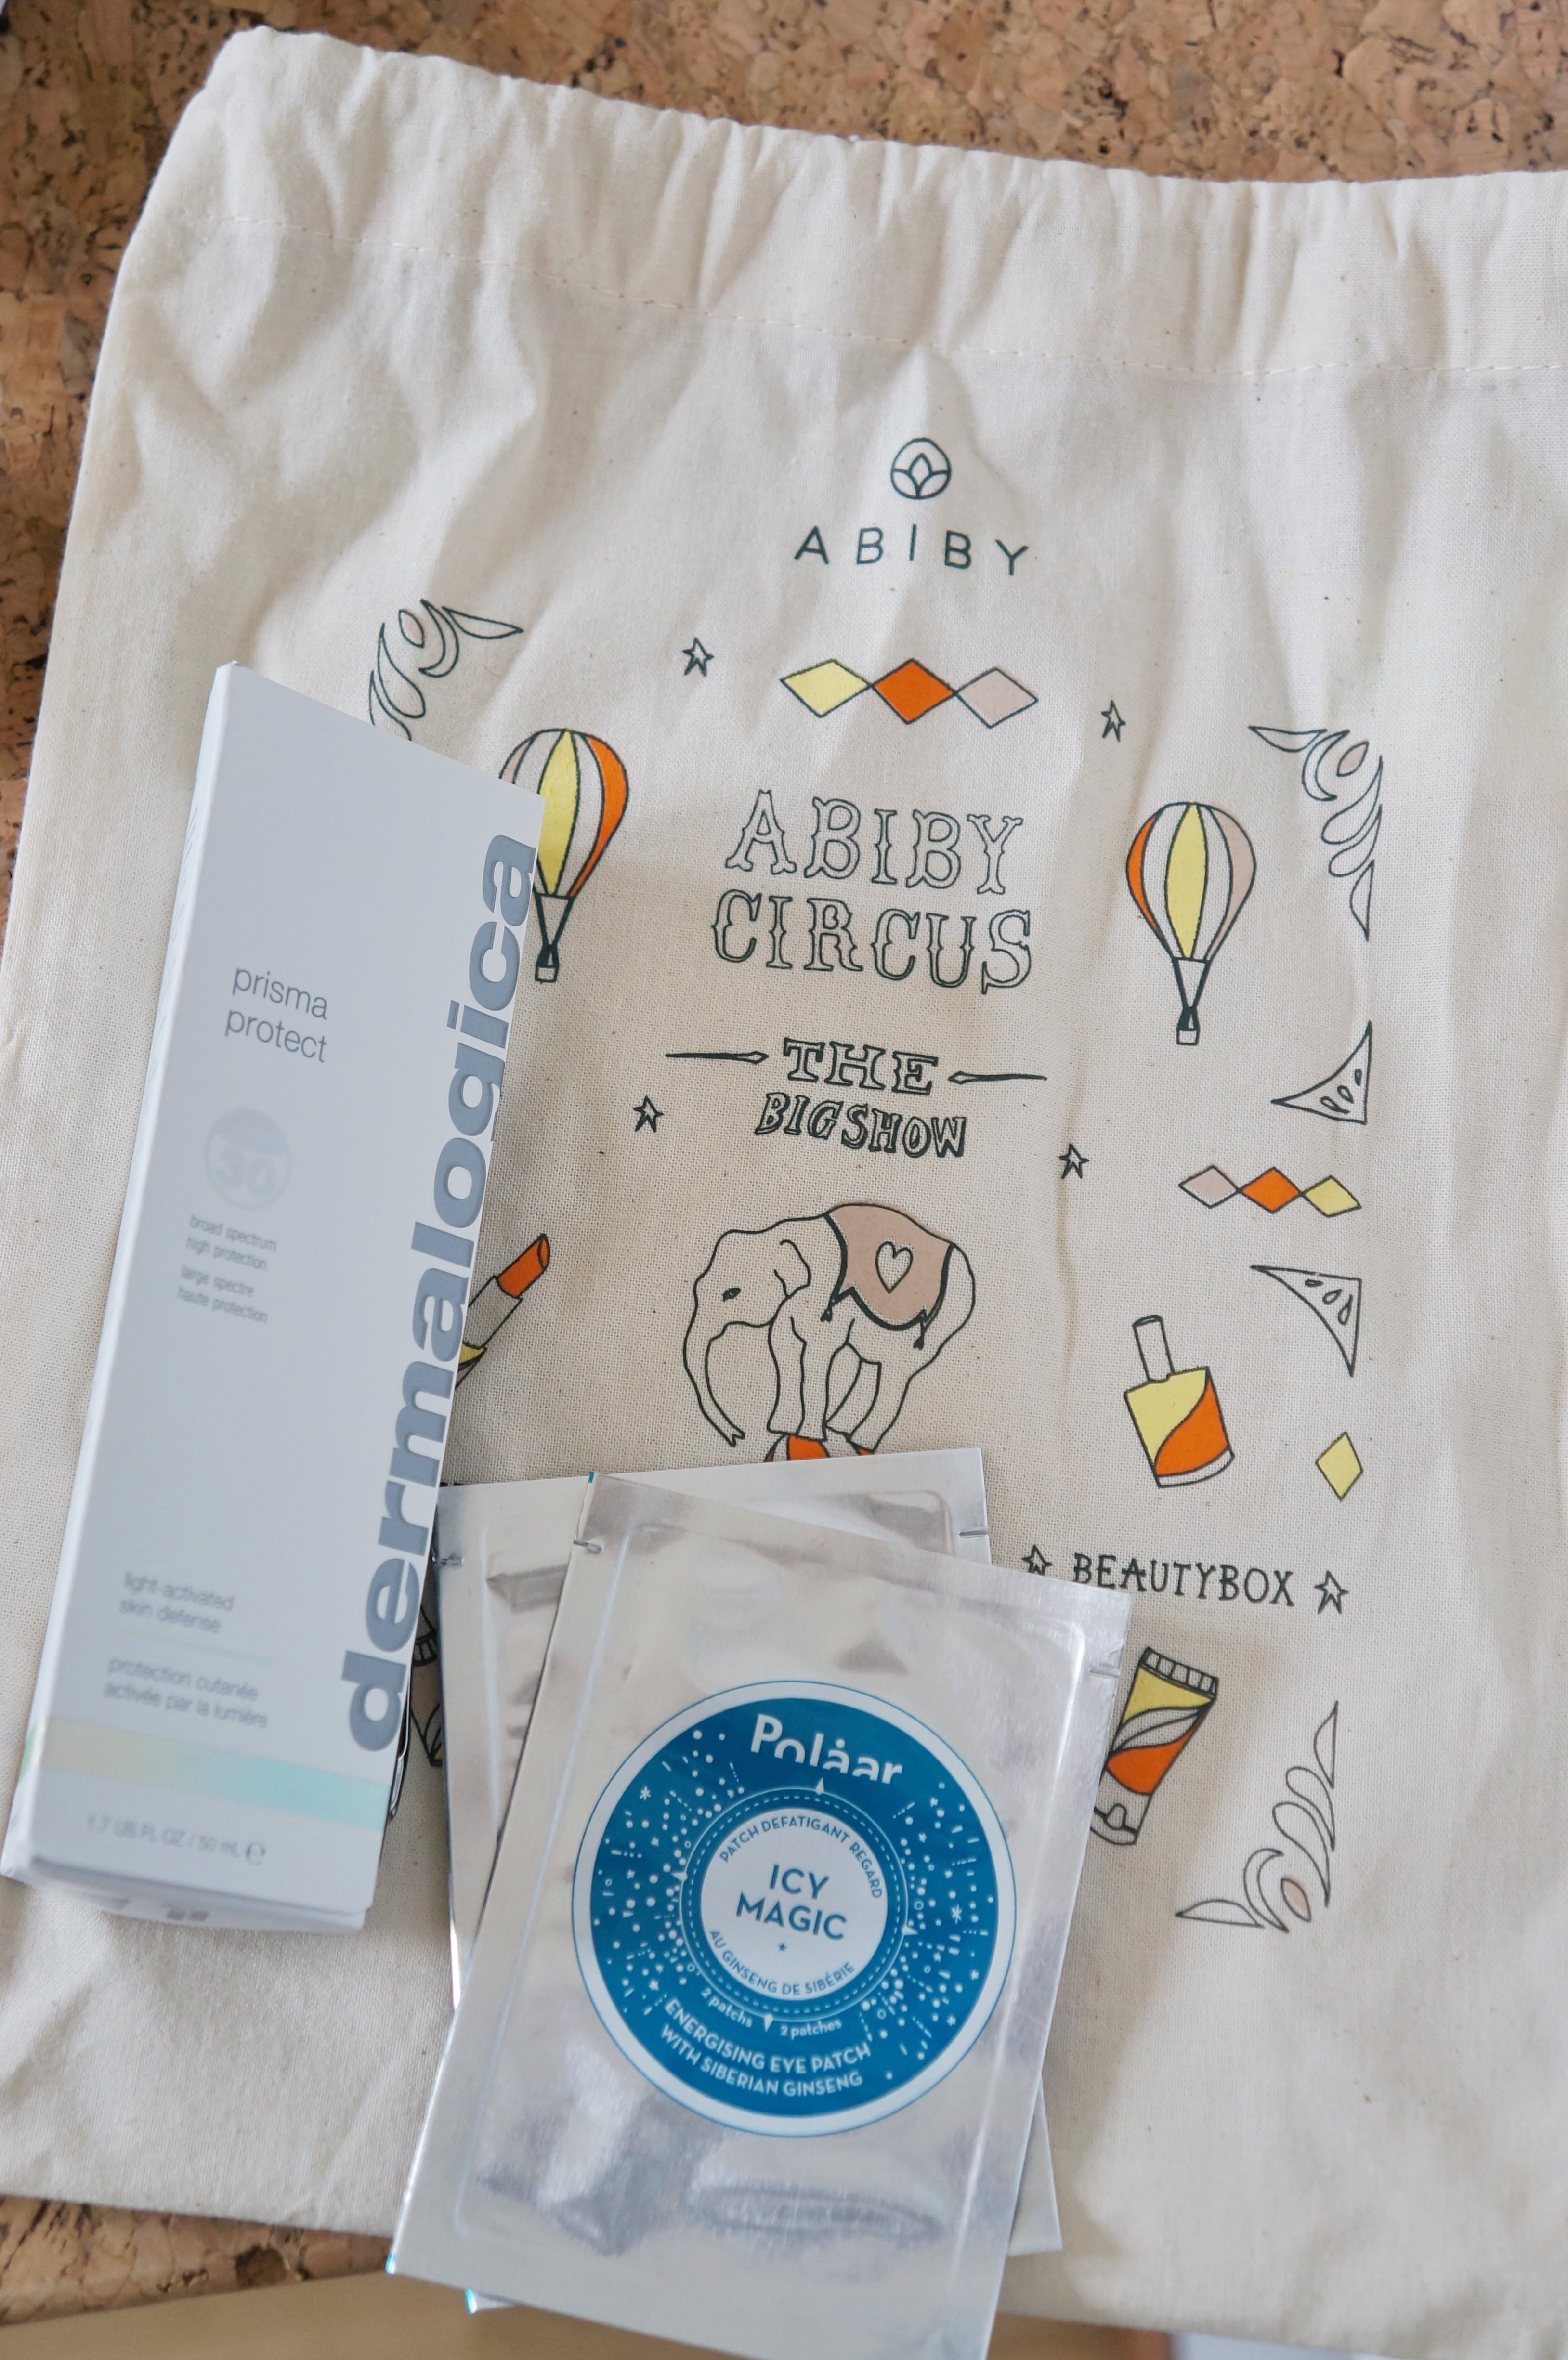 ABIBY
ABIBY
CIRCUS
THE
BIG SHOW
BEAUTYBOX
dermalogica
prisma
protect
30
broad spectrum
high protection
large spectre
haute protection
light-activated
skin defense
protection cutanée
activée par la lumière
1.7 US FL OZ / 50 mL ℮
Polåar
PATCH DEFATIGANT REGARD
ICY
MAGIC
AU GINSENG DE SIBÉRIE
2 patchs
2 patches
ENERGISING EYE PATCH
WITH SIBERIAN GINSENG